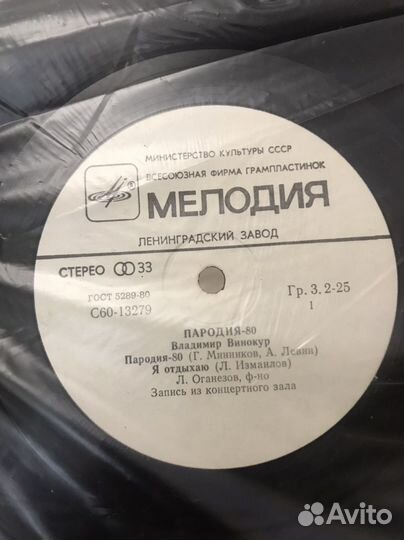 МИНИСТЕРСТВО КУЛЬТУРЫ СССР
ВСЕСОЮЗНАЯ ФИРМА ГРАМПЛАСТИНОК
МЕЛОДИЯ
ЛЕНИНГРАДСКИЙ ЗАВОД
СТЕРЕО 33
ГОСТ 5289-80
С60-13279
Гр. 3. 2-25
1
ПАРОДИЯ-80
Владимир Винокур
Пародия-80 (Г. Минников, А. Левин)
Я отдыхаю (Л. Измайлов)
Л. Оганезов, ф-но
Запись из концертного зала
Avito